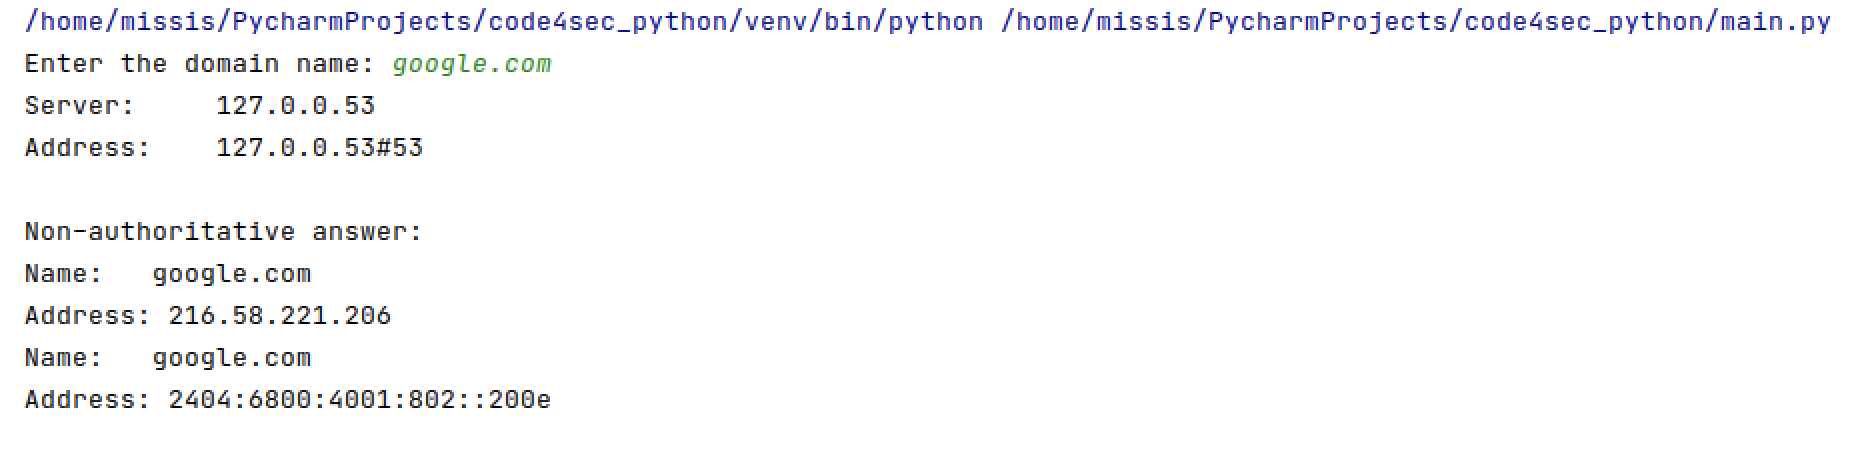 /home/missis/PycharmProjects/code4sec_python/venv/bin/python /home/missis/PycharmProjects/code4sec_python/main.py
Enter the domain name: google.com
Server:     127.0.0.53
Address:    127.0.0.53#53

Non-authoritative answer:
Name:   google.com
Address: 216.58.221.206
Name:   google.com
Address: 2404:6800:4001:802::200e